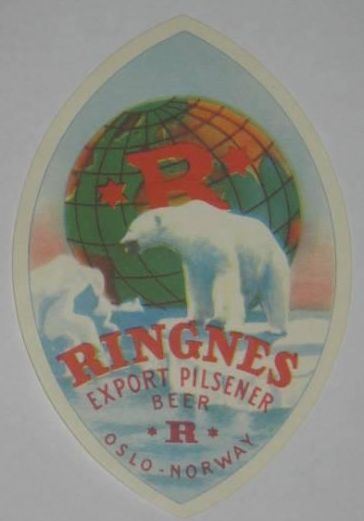 R
RINGNES
EXPORT PILSENER
BEER
* R *
OSLO - NORWAY